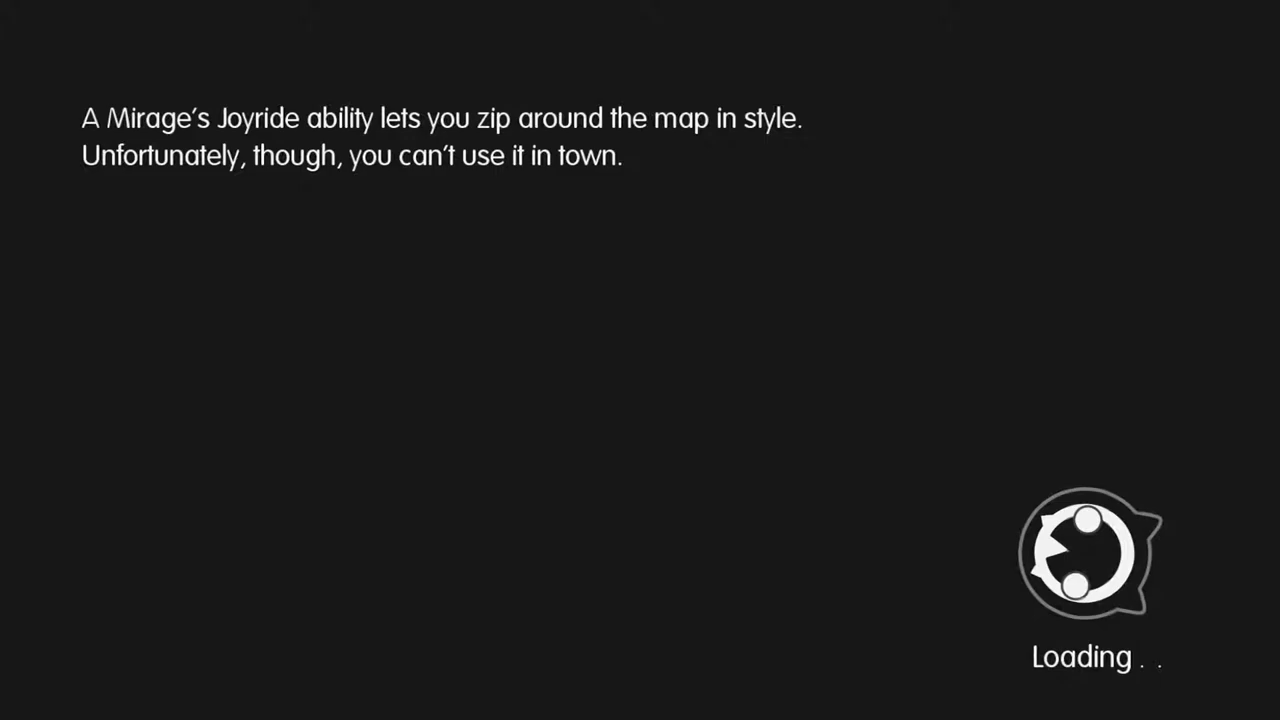 A Mirage's Joyride ability lets you zip around the map in style.
Unfortunately, though, you can't use it in town.
Loading . .